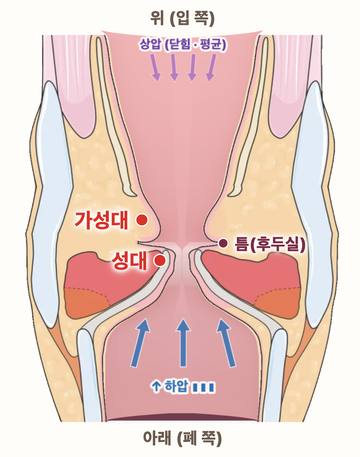 위 (입 쪽)
상압 (닫힘 · 평균)
가성대
틈(후두실)
성대
↑ 하압 ▮▮▮
아래 (폐 쪽)